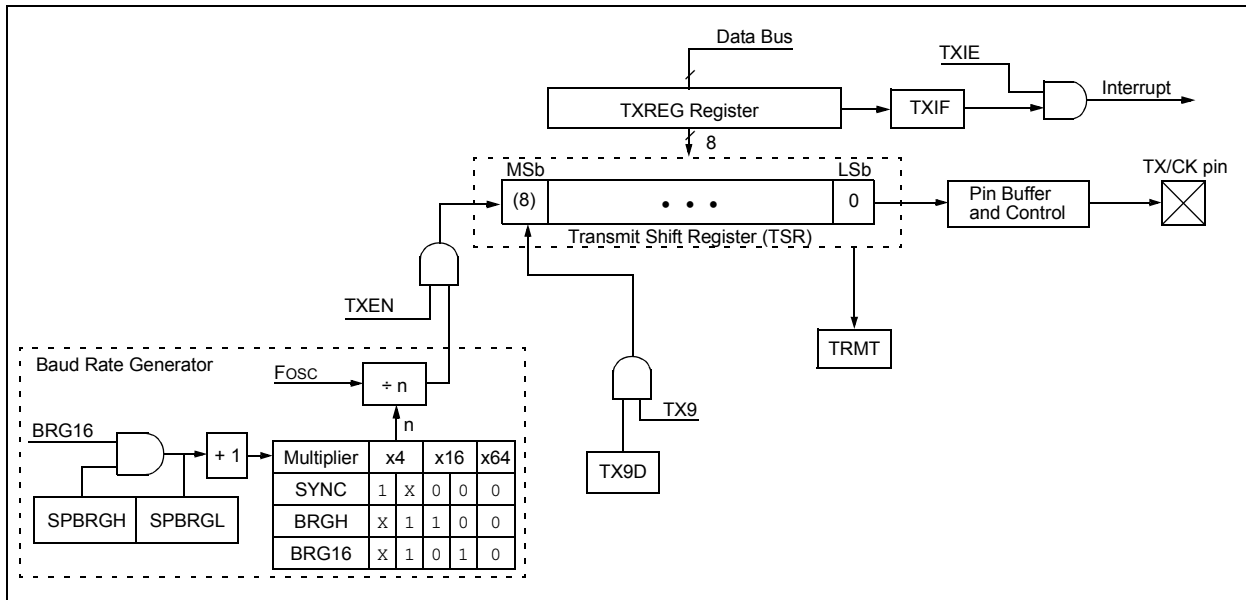 Data Bus
TXIE
Interrupt
TXREG Register
TXIF
8
MSb
LSb
(8)
• • •
0
Transmit Shift Register (TSR)
Pin Buffer
and Control
TX/CK pin
TXEN
TRMT
Baud Rate Generator
FOSC
÷ n
n
TX9
TX9D
BRG16
+ 1
SPBRGH SPBRGL
Multiplier x4 x16 x64
SYNC 1 X 0 0 0
BRGH X 1 1 0 0
BRG16 X 1 0 1 0